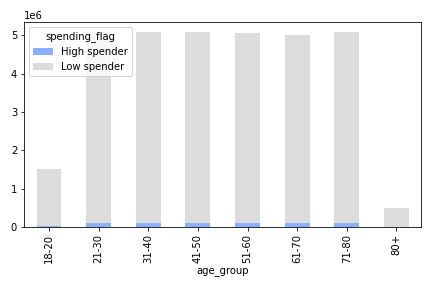 1e6
spending_flag
High spender
Low spender
5
4
3
2
1
0
18-20
21-30
31-40
41-50
51-60
61-70
71-80
80+
age_group